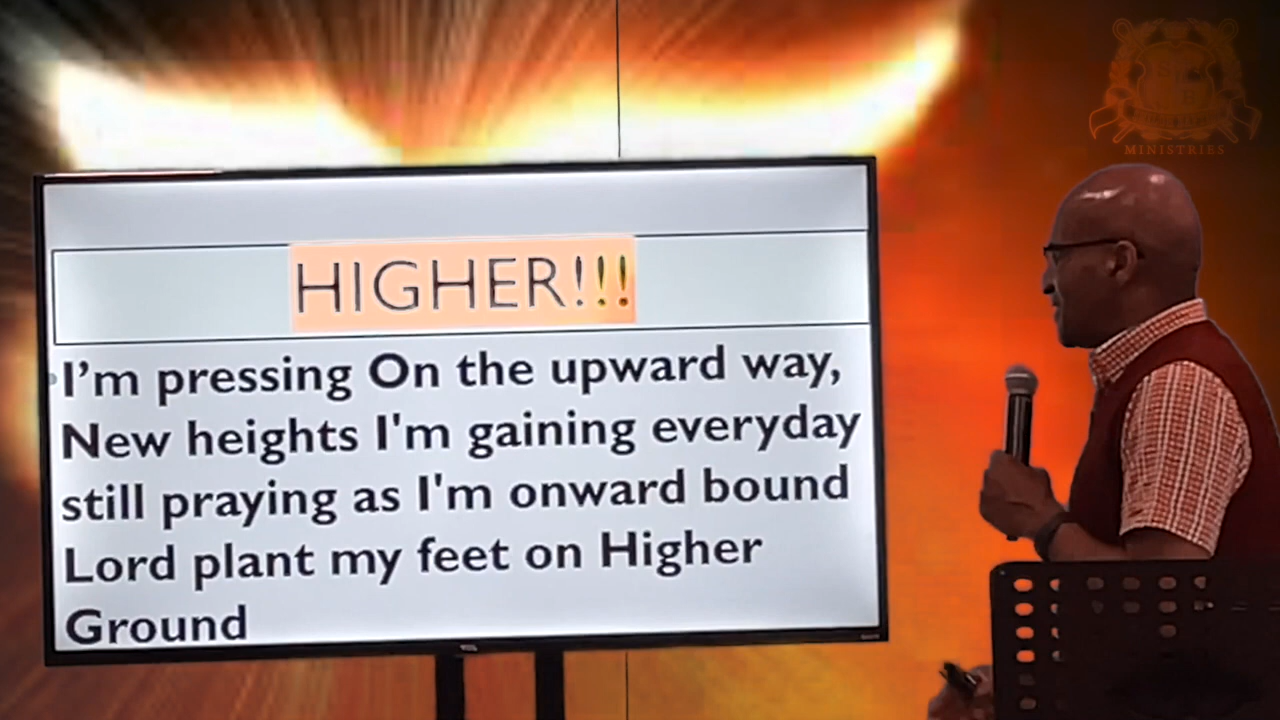 MINISTRIES
HIGHER!!!
I'm pressing On the upward way,
New heights I'm gaining everyday
still praying as I'm onward bound
Lord plant my feet on Higher
Ground